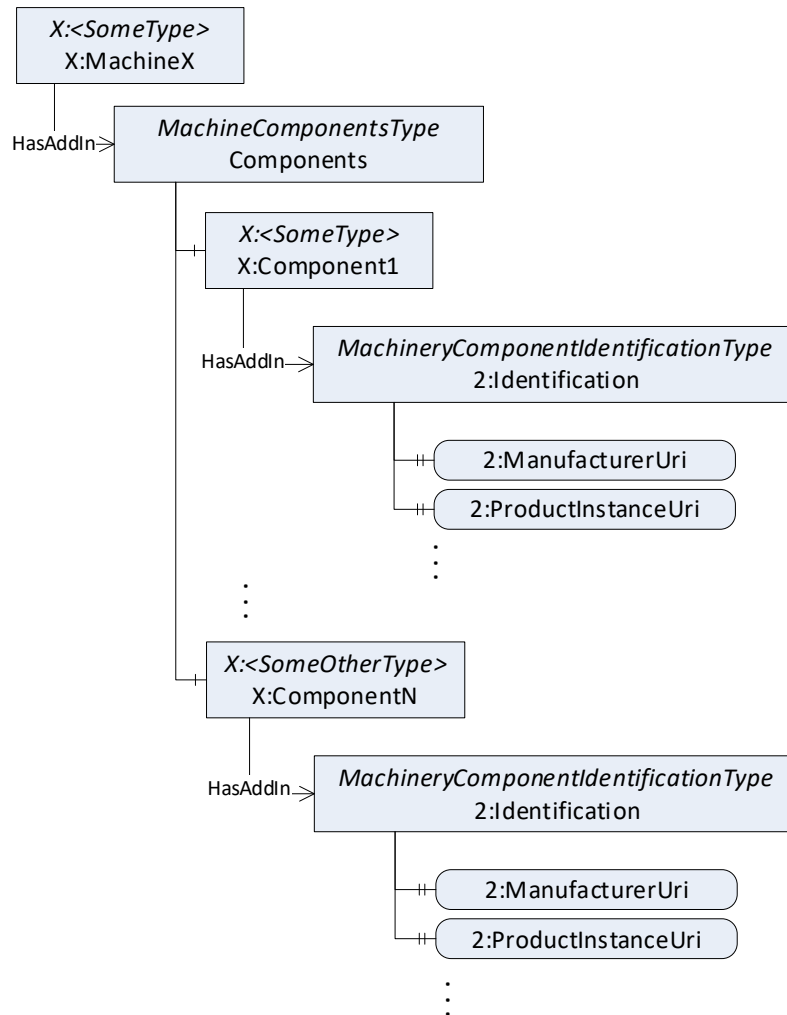 X:<SomeType>
X:MachineX
HasAddIn
MachineComponentsType
Components
X:<SomeType>
X:Component1
HasAddIn
MachineryComponentIdentificationType
2:Identification
2:ManufacturerUri
2:ProductInstanceUri
X:<SomeOtherType>
X:ComponentN
HasAddIn
MachineryComponentIdentificationType
2:Identification
2:ManufacturerUri
2:ProductInstanceUri